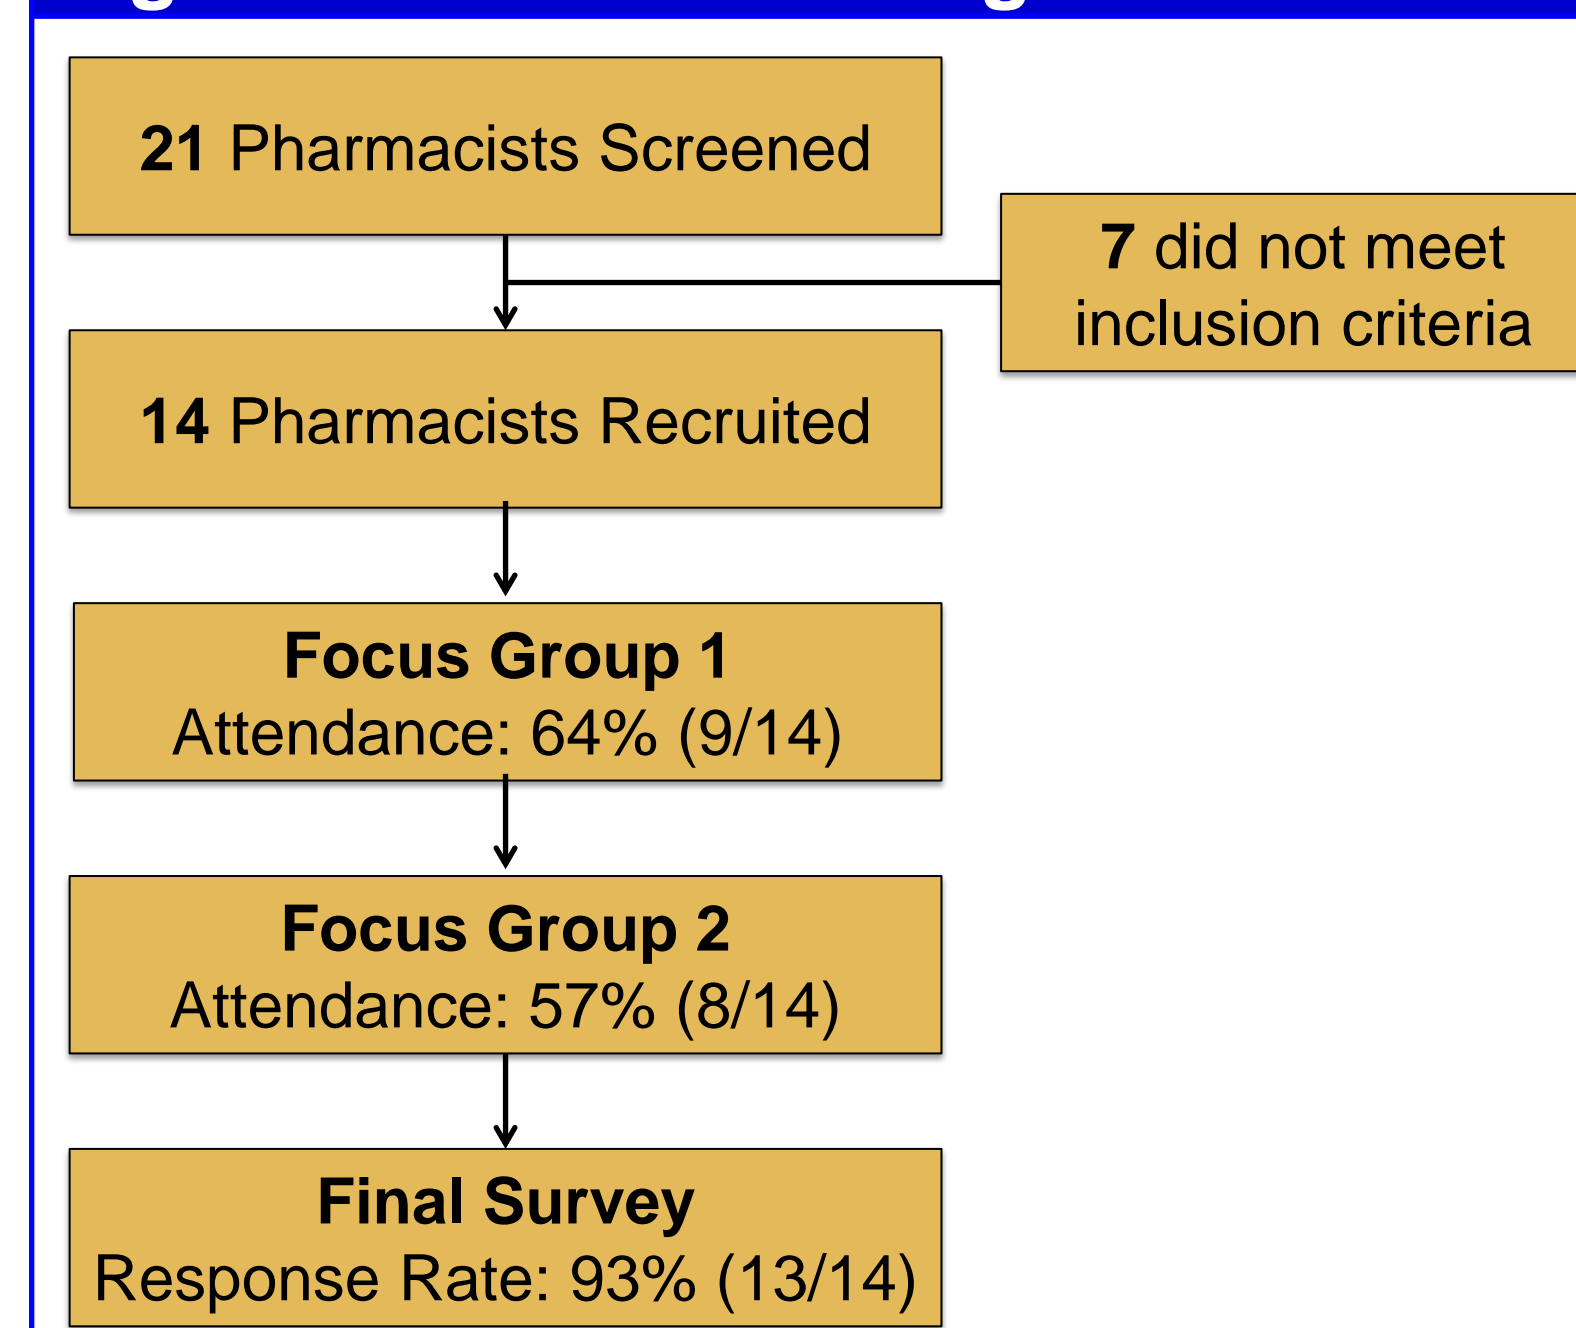 21 Pharmacists Screened
7 did not meet
inclusion criteria
14 Pharmacists Recruited
Focus Group 1
Attendance: 64% (9/14)
Focus Group 2
Attendance: 57% (8/14)
Final Survey
Response Rate: 93% (13/14)